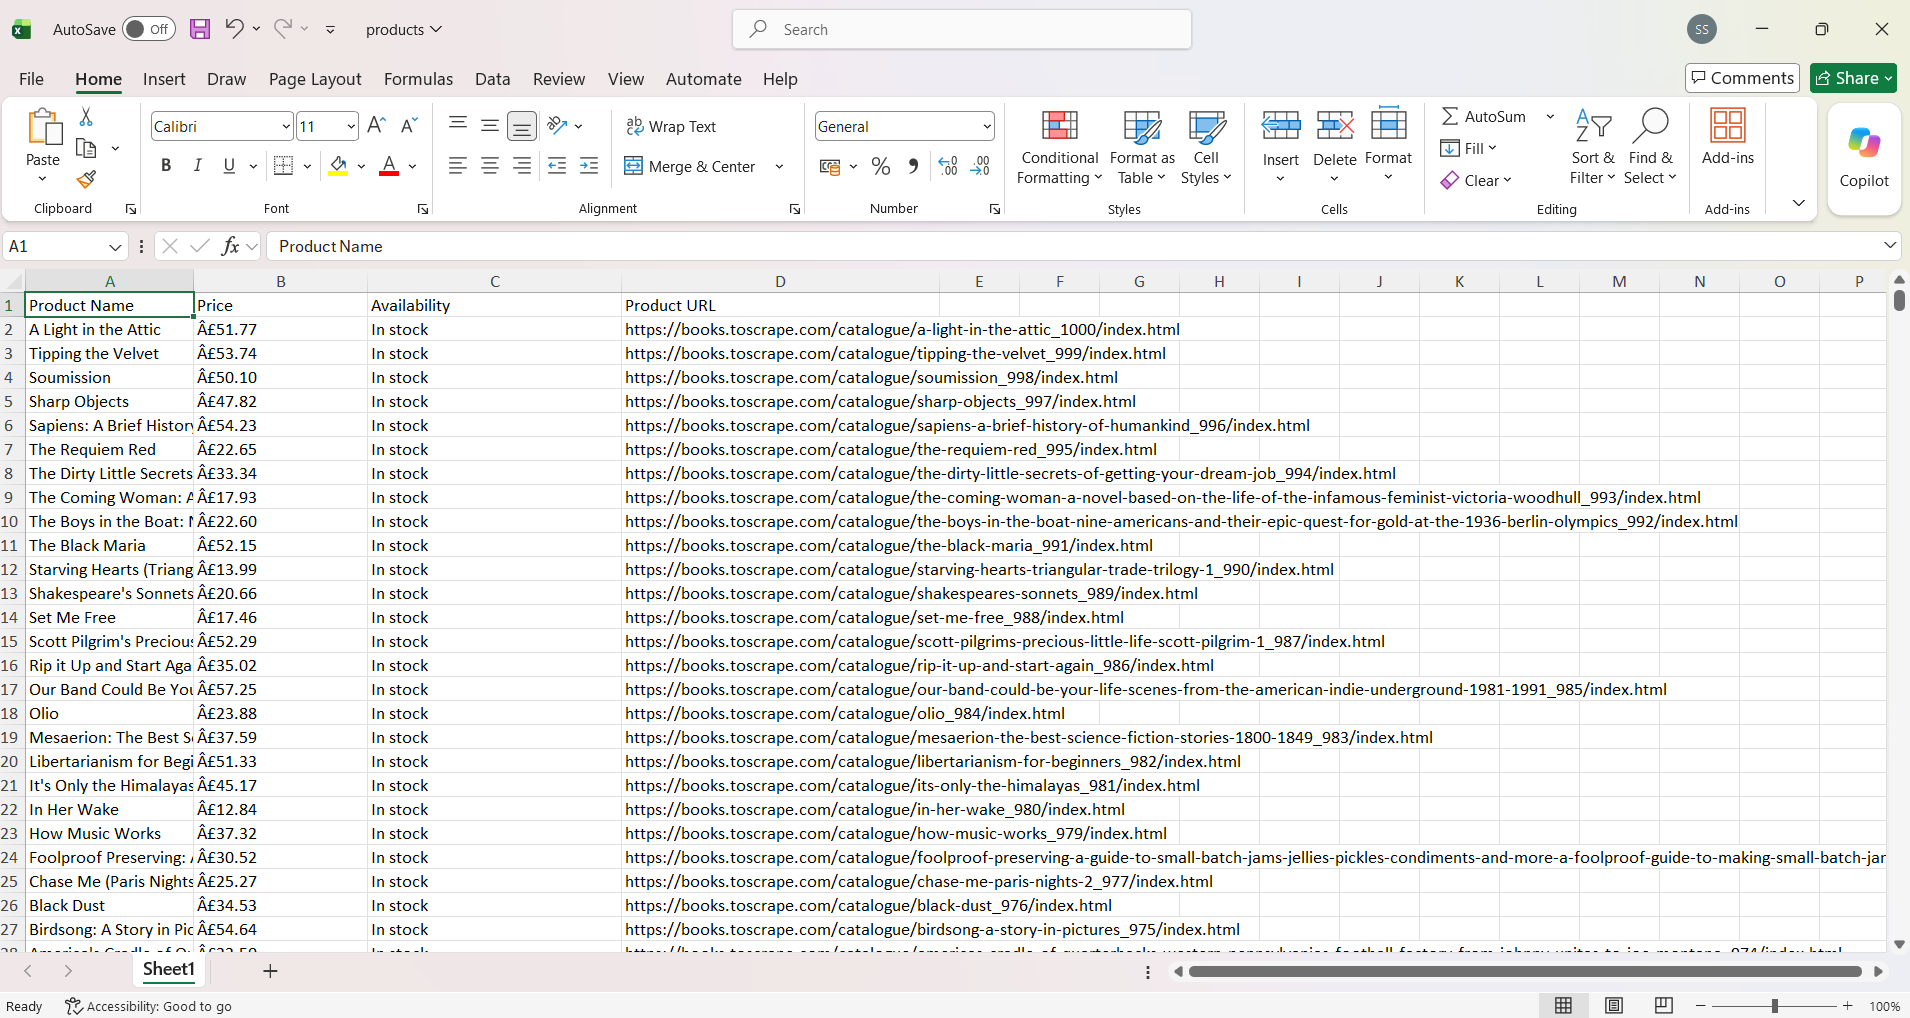 AutoSave Off products Search SS
File Home Insert Draw Page Layout Formulas Data Review View Automate Help Comments Share
Paste Calibri 11 Wrap Text General Conditional Formatting Format as Table Cell Styles Insert Delete Format AutoSum Sort & Filter Find & Select Add-ins Copilot
B I U A Merge & Center % Fill Clear
Clipboard Font Alignment Number Styles Cells Editing Add-ins
A1 fx Product Name
A B C D E F G H I J K L M N O P
1 Product Name Price Availability Product URL
2 A Light in the Attic Â£51.77 In stock https://books.toscrape.com/catalogue/a-light-in-the-attic_1000/index.html
3 Tipping the Velvet Â£53.74 In stock https://books.toscrape.com/catalogue/tipping-the-velvet_999/index.html
4 Soumission Â£50.10 In stock https://books.toscrape.com/catalogue/soumission_998/index.html
5 Sharp Objects Â£47.82 In stock https://books.toscrape.com/catalogue/sharp-objects_997/index.html
6 Sapiens: A Brief History Â£54.23 In stock https://books.toscrape.com/catalogue/sapiens-a-brief-history-of-humankind_996/index.html
7 The Requiem Red Â£22.65 In stock https://books.toscrape.com/catalogue/the-requiem-red_995/index.html
8 The Dirty Little Secrets Â£33.34 In stock https://books.toscrape.com/catalogue/the-dirty-little-secrets-of-getting-your-dream-job_994/index.html
9 The Coming Woman: A Â£17.93 In stock https://books.toscrape.com/catalogue/the-coming-woman-a-novel-based-on-the-life-of-the-infamous-feminist-victoria-woodhull_993/index.html
10 The Boys in the Boat: Â£22.60 In stock https://books.toscrape.com/catalogue/the-boys-in-the-boat-nine-americans-and-their-epic-quest-for-gold-at-the-1936-berlin-olympics_992/index.html
11 The Black Maria Â£52.15 In stock https://books.toscrape.com/catalogue/the-black-maria_991/index.html
12 Starving Hearts (Triang Â£13.99 In stock https://books.toscrape.com/catalogue/starving-hearts-triangular-trade-trilogy-1_990/index.html
13 Shakespeare's Sonnets Â£20.66 In stock https://books.toscrape.com/catalogue/shakespeares-sonnets_989/index.html
14 Set Me Free Â£17.46 In stock https://books.toscrape.com/catalogue/set-me-free_988/index.html
15 Scott Pilgrim's Precious Â£52.29 In stock https://books.toscrape.com/catalogue/scott-pilgrims-precious-little-life-scott-pilgrim-1_987/index.html
16 Rip it Up and Start Aga Â£35.02 In stock https://books.toscrape.com/catalogue/rip-it-up-and-start-again_986/index.html
17 Our Band Could Be You Â£57.25 In stock https://books.toscrape.com/catalogue/our-band-could-be-your-life-scenes-from-the-american-indie-underground-1981-1991_985/index.html
18 Olio Â£23.88 In stock https://books.toscrape.com/catalogue/olio_984/index.html
19 Mesaerion: The Best S Â£37.59 In stock https://books.toscrape.com/catalogue/mesaerion-the-best-science-fiction-stories-1800-1849_983/index.html
20 Libertarianism for Begi Â£51.33 In stock https://books.toscrape.com/catalogue/libertarianism-for-beginners_982/index.html
21 It's Only the Himalayas Â£45.17 In stock https://books.toscrape.com/catalogue/its-only-the-himalayas_981/index.html
22 In Her Wake Â£12.84 In stock https://books.toscrape.com/catalogue/in-her-wake_980/index.html
23 How Music Works Â£37.32 In stock https://books.toscrape.com/catalogue/how-music-works_979/index.html
24 Foolproof Preserving: Â£30.52 In stock https://books.toscrape.com/catalogue/foolproof-preserving-a-guide-to-small-batch-jams-jellies-pickles-condiments-and-more-a-foolproof-guide-to-making-small-batch-jar
25 Chase Me (Paris Nights Â£25.27 In stock https://books.toscrape.com/catalogue/chase-me-paris-nights-2_977/index.html
26 Black Dust Â£34.53 In stock https://books.toscrape.com/catalogue/black-dust_976/index.html
27 Birdsong: A Story in Pic Â£54.64 In stock https://books.toscrape.com/catalogue/birdsong-a-story-in-pictures_975/index.html
Sheet1
Ready Accessibility: Good to go 100%